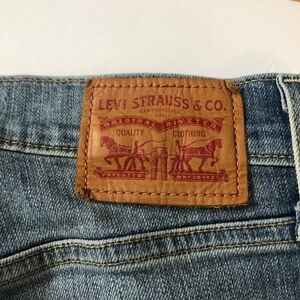 LEVI STRAUSS & CO.
SAN FRANCISCO
CAL.
ORIGINAL RIVETED
QUALITY CLOTHING